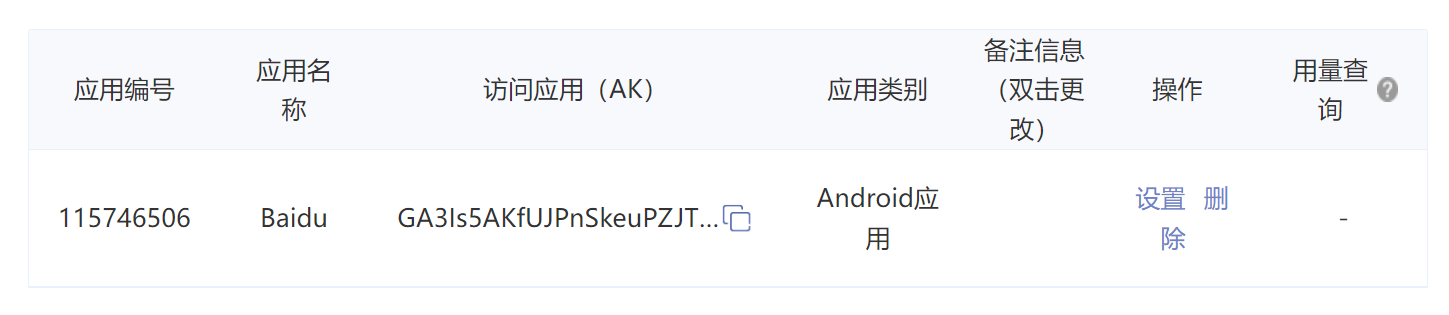 应用编号
应用名
称
访问应用（AK）
应用类别
备注信息
（双击更
改）
操作
用量查
询
?
115746506
Baidu
GA3Is5AKfUJPnSkeuPZJT...
Android应
用
设置 删
除
-